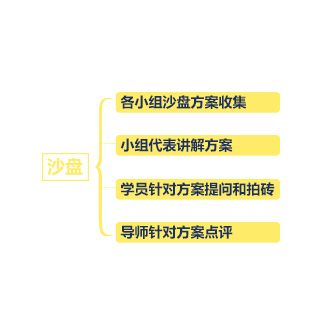 沙盘
各小组沙盘方案收集
小组代表讲解方案
学员针对方案提问和拍砖
导师针对方案点评